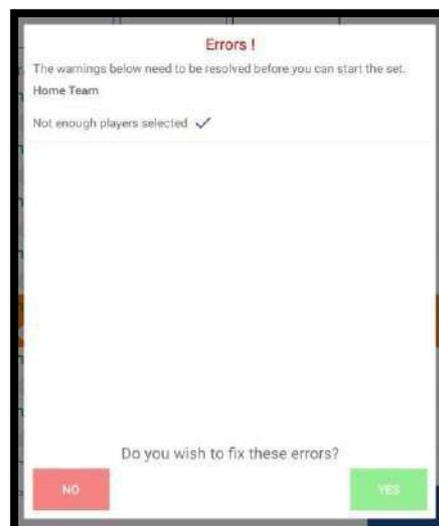 Errors !
The warnings below need to be resolved before you can start the set.
Home Team
Not enough players selected
Do you wish to fix these errors?
NO
YES